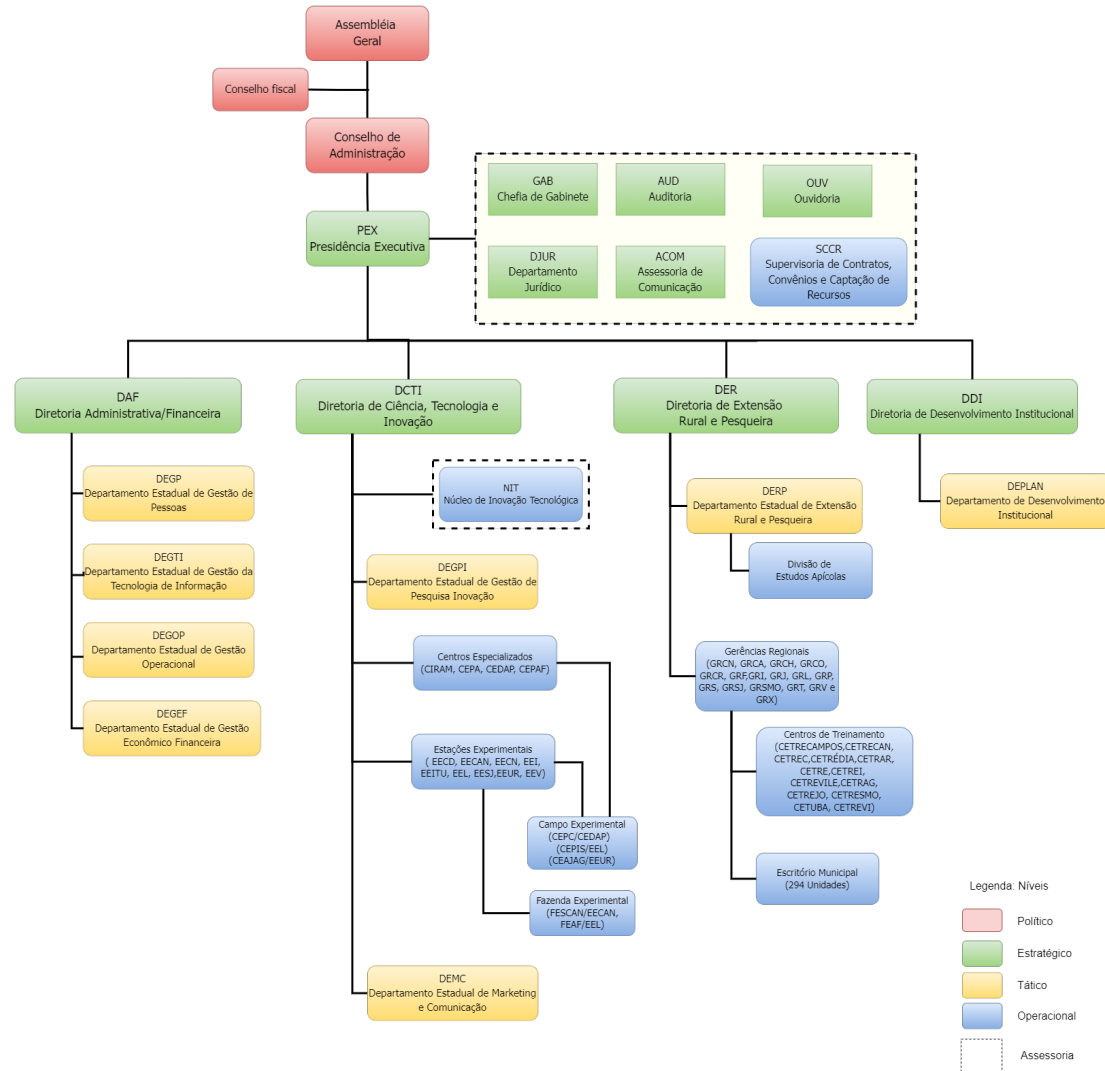 Assembléia
Geral
Conselho fiscal
Conselho de
Administração
PEX
Presidência Executiva
GAB
Chefia de Gabinete
AUD
Auditoria
OUV
Ouvidoria
DJUR
Departamento
Jurídico
ACOM
Assessoria de
Comunicação
SCCR
Supervisoria de Contratos,
Convênios e Captação de
Recursos
DAF
Diretoria Administrativa/Financeira
DCTI
Diretoria de Ciência, Tecnologia e
Inovação
DER
Diretoria de Extensão
Rural e Pesqueira
DDI
Diretoria de Desenvolvimento Institucional
DEGP
Departamento Estadual de Gestão de
Pessoas
DEGTI
Departamento Estadual de Gestão da
Tecnologia de Informação
DEGOP
Departamento Estadual de Gestão
Operacional
DEGEF
Departamento Estadual de Gestão
Econômico Financeira
NIT
Núcleo de Inovação Tecnológica
DEGPI
Departamento Estadual de Gestão de
Pesquisa Inovação
Centros Especializados
(CIRAM, CEPA, CEDAP, CEPAF)
Estações Experimentais
( EECD, EECAN, EECN, EEI,
EEITU, EEL, EESJ,EEUR, EEV)
Campo Experimental
(CEPC/CEDAP)
(CEPIS/EEL)
(CEAJAG/EEUR)
Fazenda Experimental
(FESCAN/EECAN,
FEAF/EEL)
DEMC
Departamento Estadual de Marketing
e Comunicação
DERP
Departamento Estadual de Extensão
Rural e Pesqueira
Divisão de
Estudos Apícolas
Gerências Regionais
(GRCN, GRCA, GRCH, GRCO,
GRCR, GRF,GRI, GRJ, GRL, GRP,
GRS, GRSJ, GRSMO, GRT, GRV e
GRX)
Centros de Treinamento
(CETRECAMPOS,CETRECAN,
CETREC,CETRÉDIA,CETRAR,
CETRE,CETREI,
CETREVILE,CETRAG,
CETREJO, CETRESMO,
CETUBA, CETREVI)
Escritório Municipal
(294 Unidades)
DEPLAN
Departamento de Desenvolvimento
Institucional
Legenda: Níveis
Político
Estratégico
Tático
Operacional
Assessoria